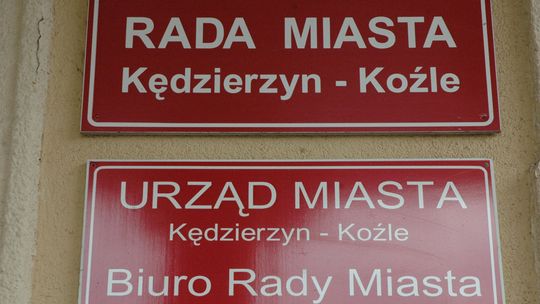 RADA MIASTA
Kędzierzyn - Koźle
URZĄD MIASTA
Kędzierzyn - Koźle
Biuro Rady Miasta